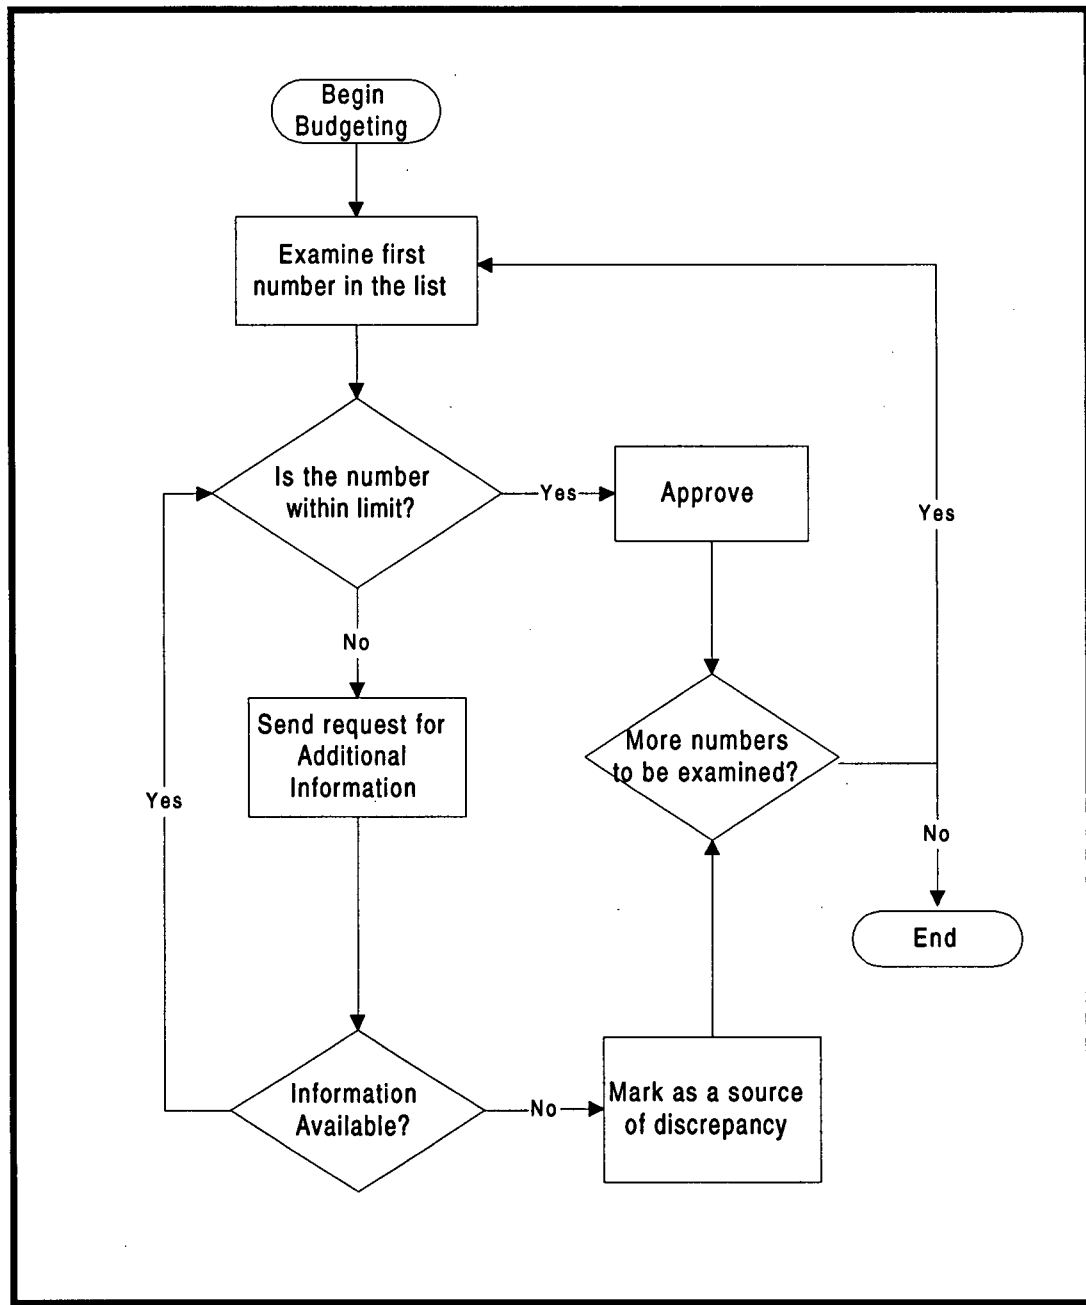 Begin
Budgeting
Examine first
number in the list
Is the number
within limit?
Yes
Approve
Yes
No
Send request for
Additional
Information
More numbers
to be examined?
Yes
No
End
Information
Available?
No
Mark as a source
of discrepancy